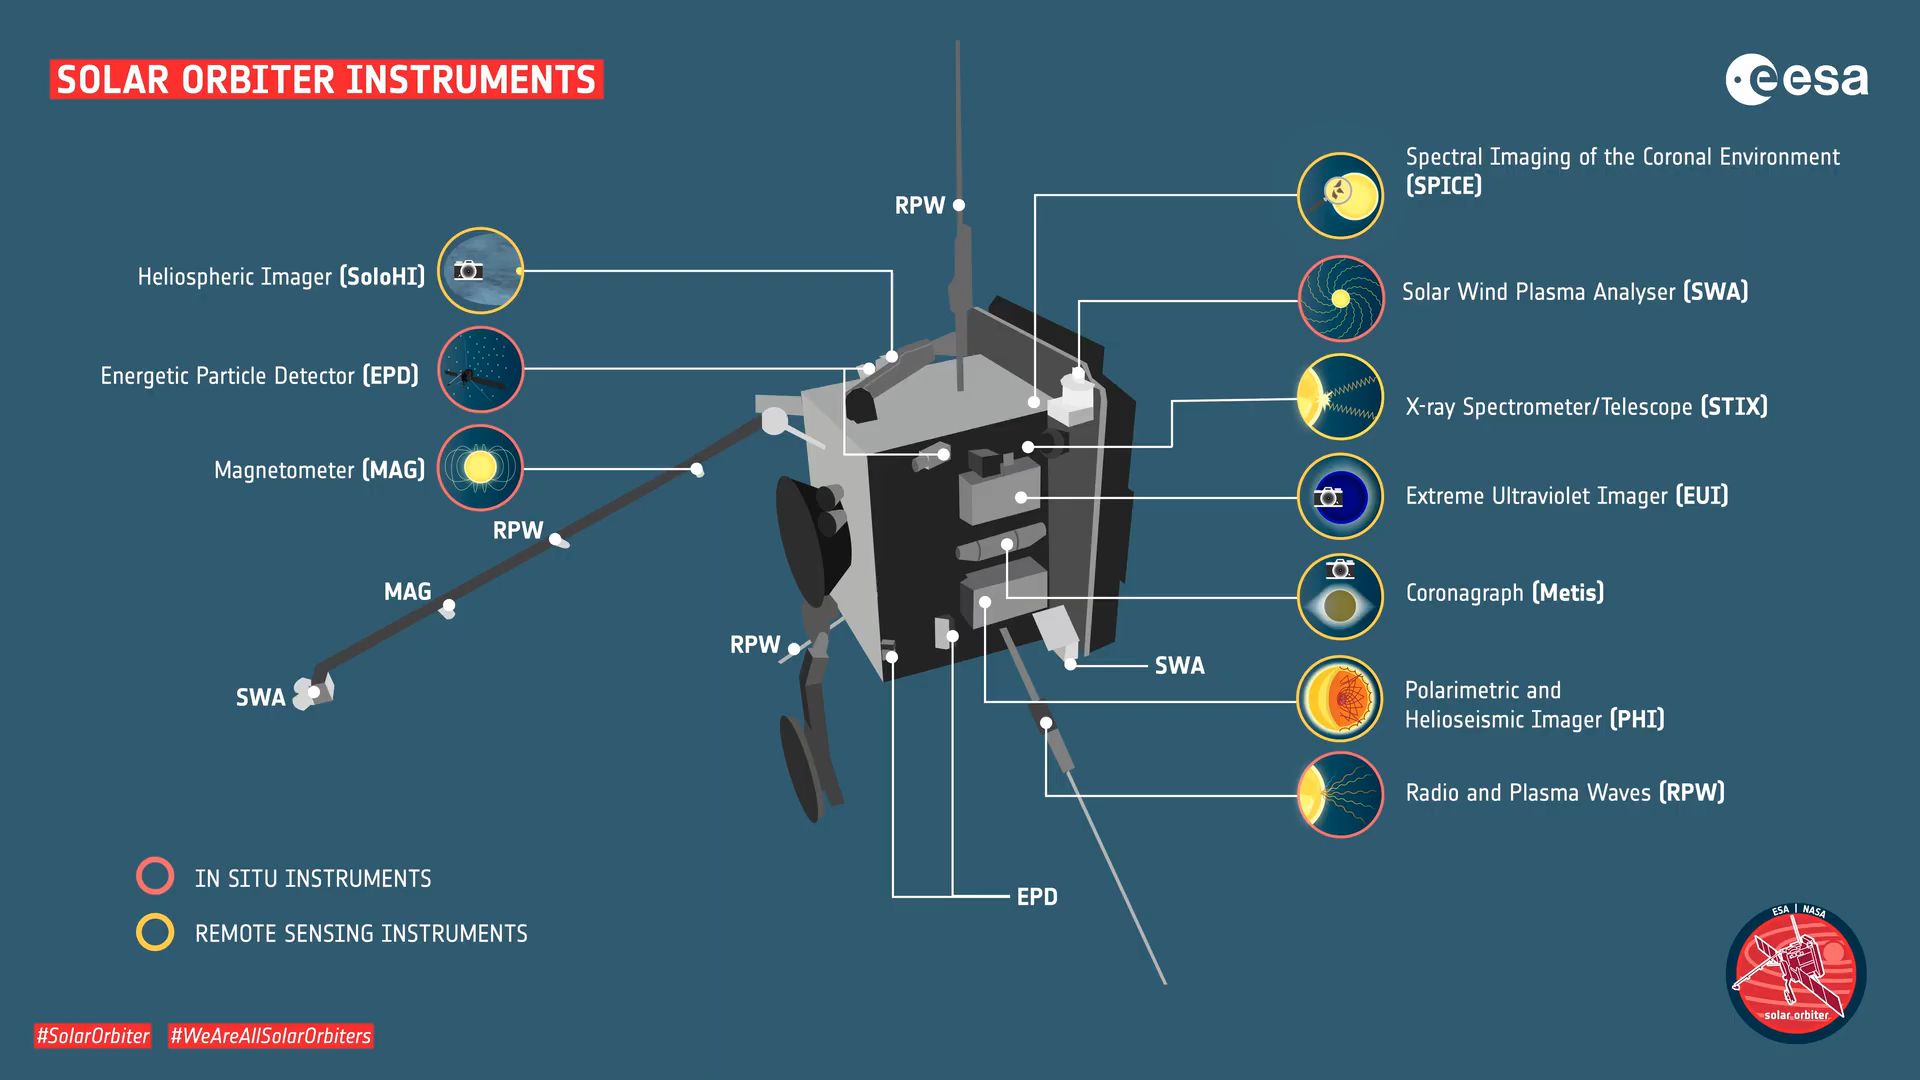 SOLAR ORBITER INSTRUMENTS
esa
Spectral Imaging of the Coronal Environment
(SPICE)
RPW
Heliospheric Imager (SoloHI)
Solar Wind Plasma Analyser (SWA)
Energetic Particle Detector (EPD)
X-ray Spectrometer/Telescope (STIX)
Magnetometer (MAG)
Extreme Ultraviolet Imager (EUI)
RPW
MAG
Coronagraph (Metis)
RPW
SWA
SWA
Polarimetric and
Helioseismic Imager (PHI)
Radio and Plasma Waves (RPW)
EPD
IN SITU INSTRUMENTS
REMOTE SENSING INSTRUMENTS
ESA | NASA
solar orbiter
#SolarOrbiter #WeAreAllSolarOrbiters